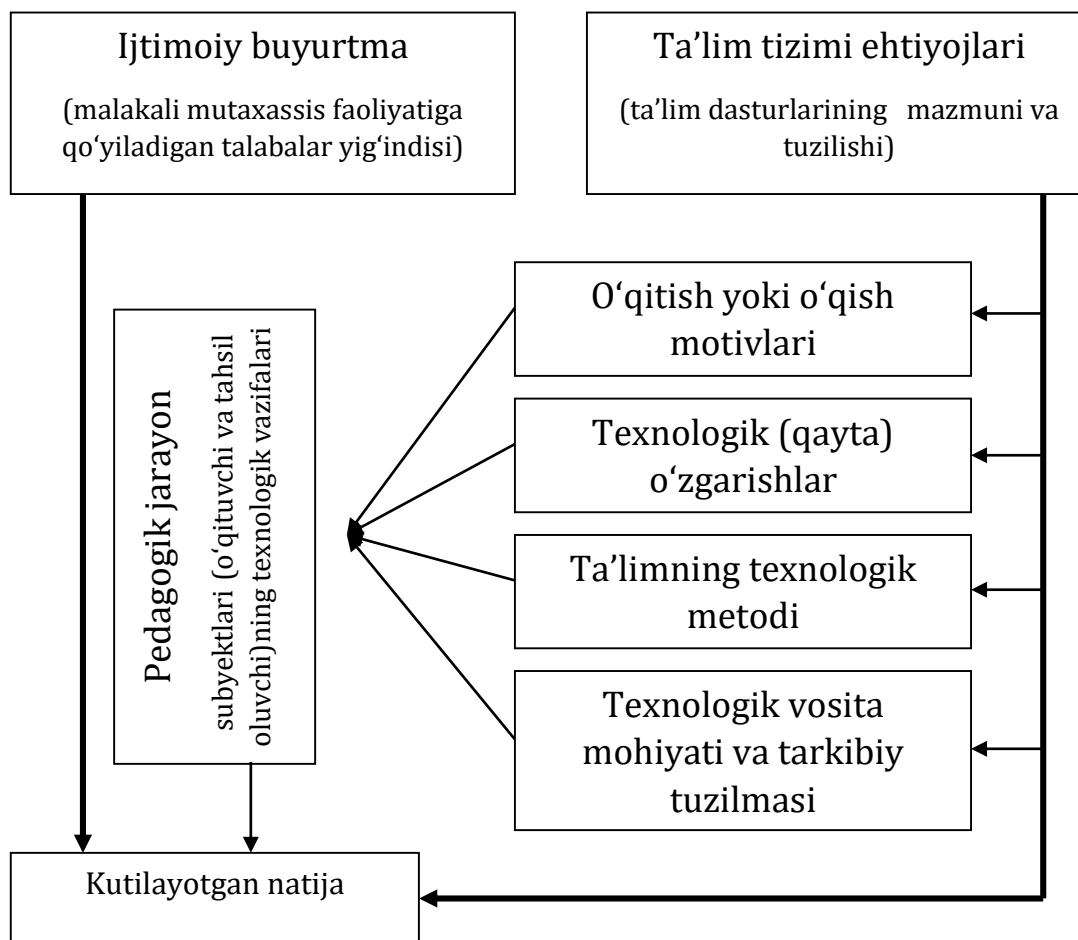 Ijtimoiy buyurtma
(malakali mutaxassis faoliyatiga
qo‘yiladigan talabalar yig‘indisi)
Ta’lim tizimi ehtiyojlari
(ta’lim dasturlarining mazmuni va
tuzilishi)
O‘qitish yoki o‘qish
motivlari
Pedagogik jarayon
subyektlari (o‘qituvchi va tahsil
oluvchi)ning texnologik vazifalari
Texnologik (qayta)
o‘zgarishlar
Ta’limning texnologik
metodi
Texnologik vosita
mohiyati va tarkibiy
tuzilmasi
Kutilayotgan natija